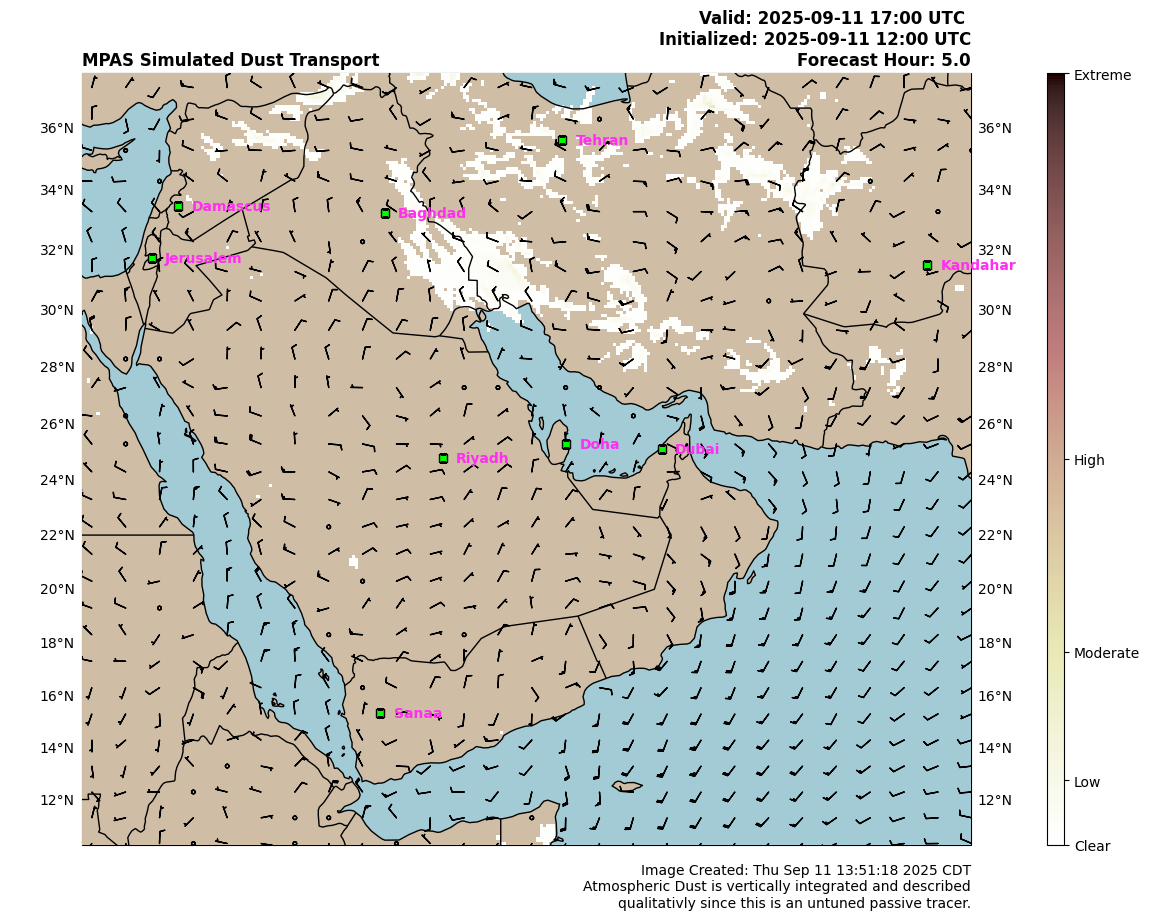 Valid: 2025-09-11 17:00 UTC
Initialized: 2025-09-11 12:00 UTC
MPAS Simulated Dust Transport
Forecast Hour: 5.0
Extreme
36°N
36°N
Tehran
34°N
34°N
Damascus
Baghdad
32°N
32°N
Jerusalem
Kandahar
30°N
30°N
28°N
28°N
26°N
26°N
Doha
Dubai
Riyadh
High
24°N
24°N
22°N
22°N
20°N
20°N
18°N
18°N
Moderate
16°N
16°N
Sanaa
14°N
14°N
Low
12°N
12°N
Clear
Image Created: Thu Sep 11 13:51:18 2025 CDT
Atmospheric Dust is vertically integrated and described
qualitativly since this is an untuned passive tracer.